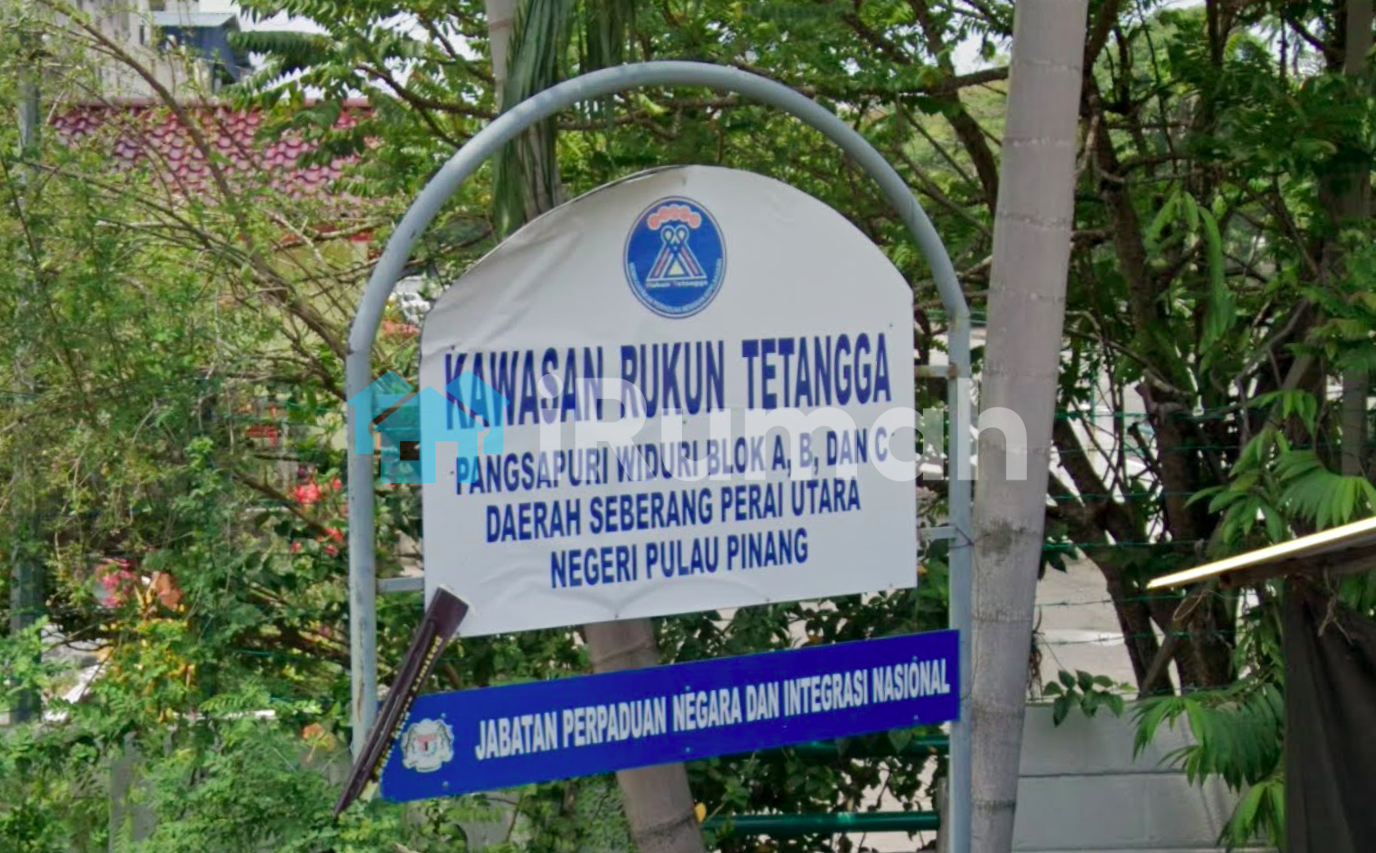 Rukun Tetangga
KAWASAN RUKUN TETANGGA
iRumah
PANGSAPURI WIDURI BLOK A, B, DAN C
DAERAH SEBERANG PERAI UTARA
NEGERI PULAU PINANG
JABATAN PERPADUAN NEGARA DAN INTEGRASI NASIONAL